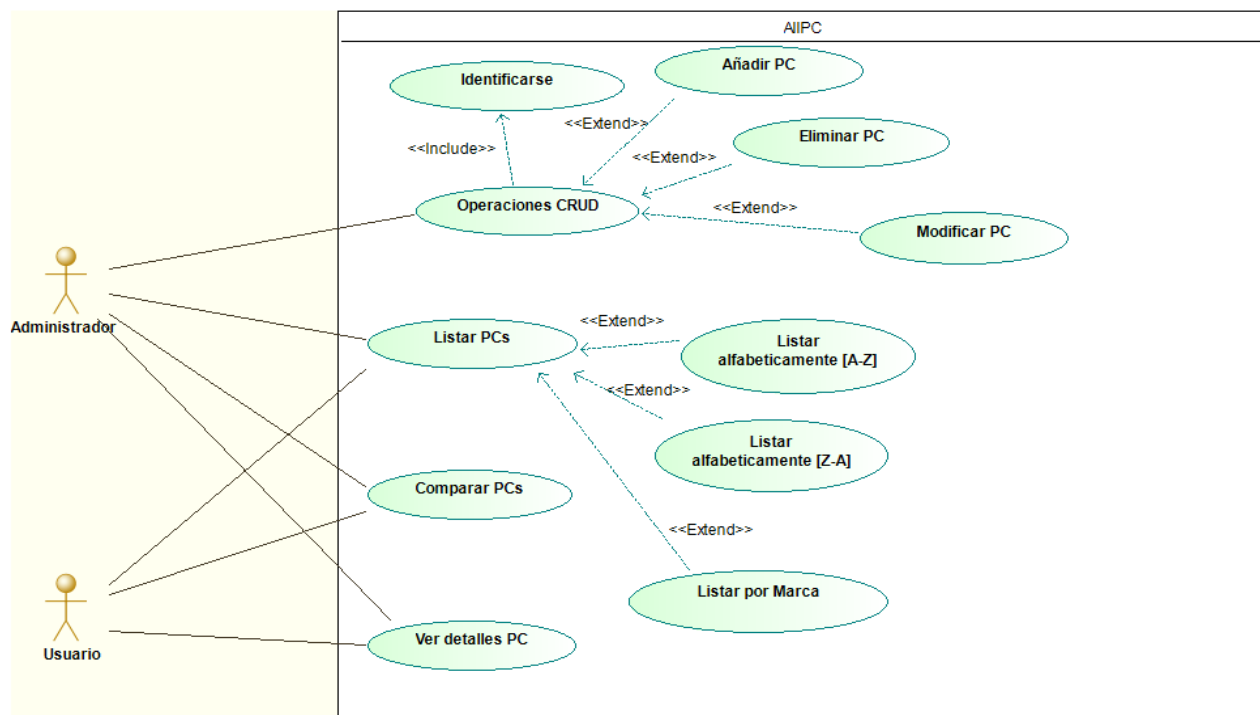 AllPC
Identificarse
Añadir PC
<<Extend>>
Eliminar PC
<<Include>>
<<Extend>>
Operaciones CRUD
<<Extend>>
Modificar PC
Administrador
Listar PCs
<<Extend>>
Listar
alfabeticamente [A-Z]
<<Extend>>
Listar
alfabeticamente [Z-A]
Comparar PCs
<<Extend>>
Listar por Marca
Ver detalles PC
Usuario